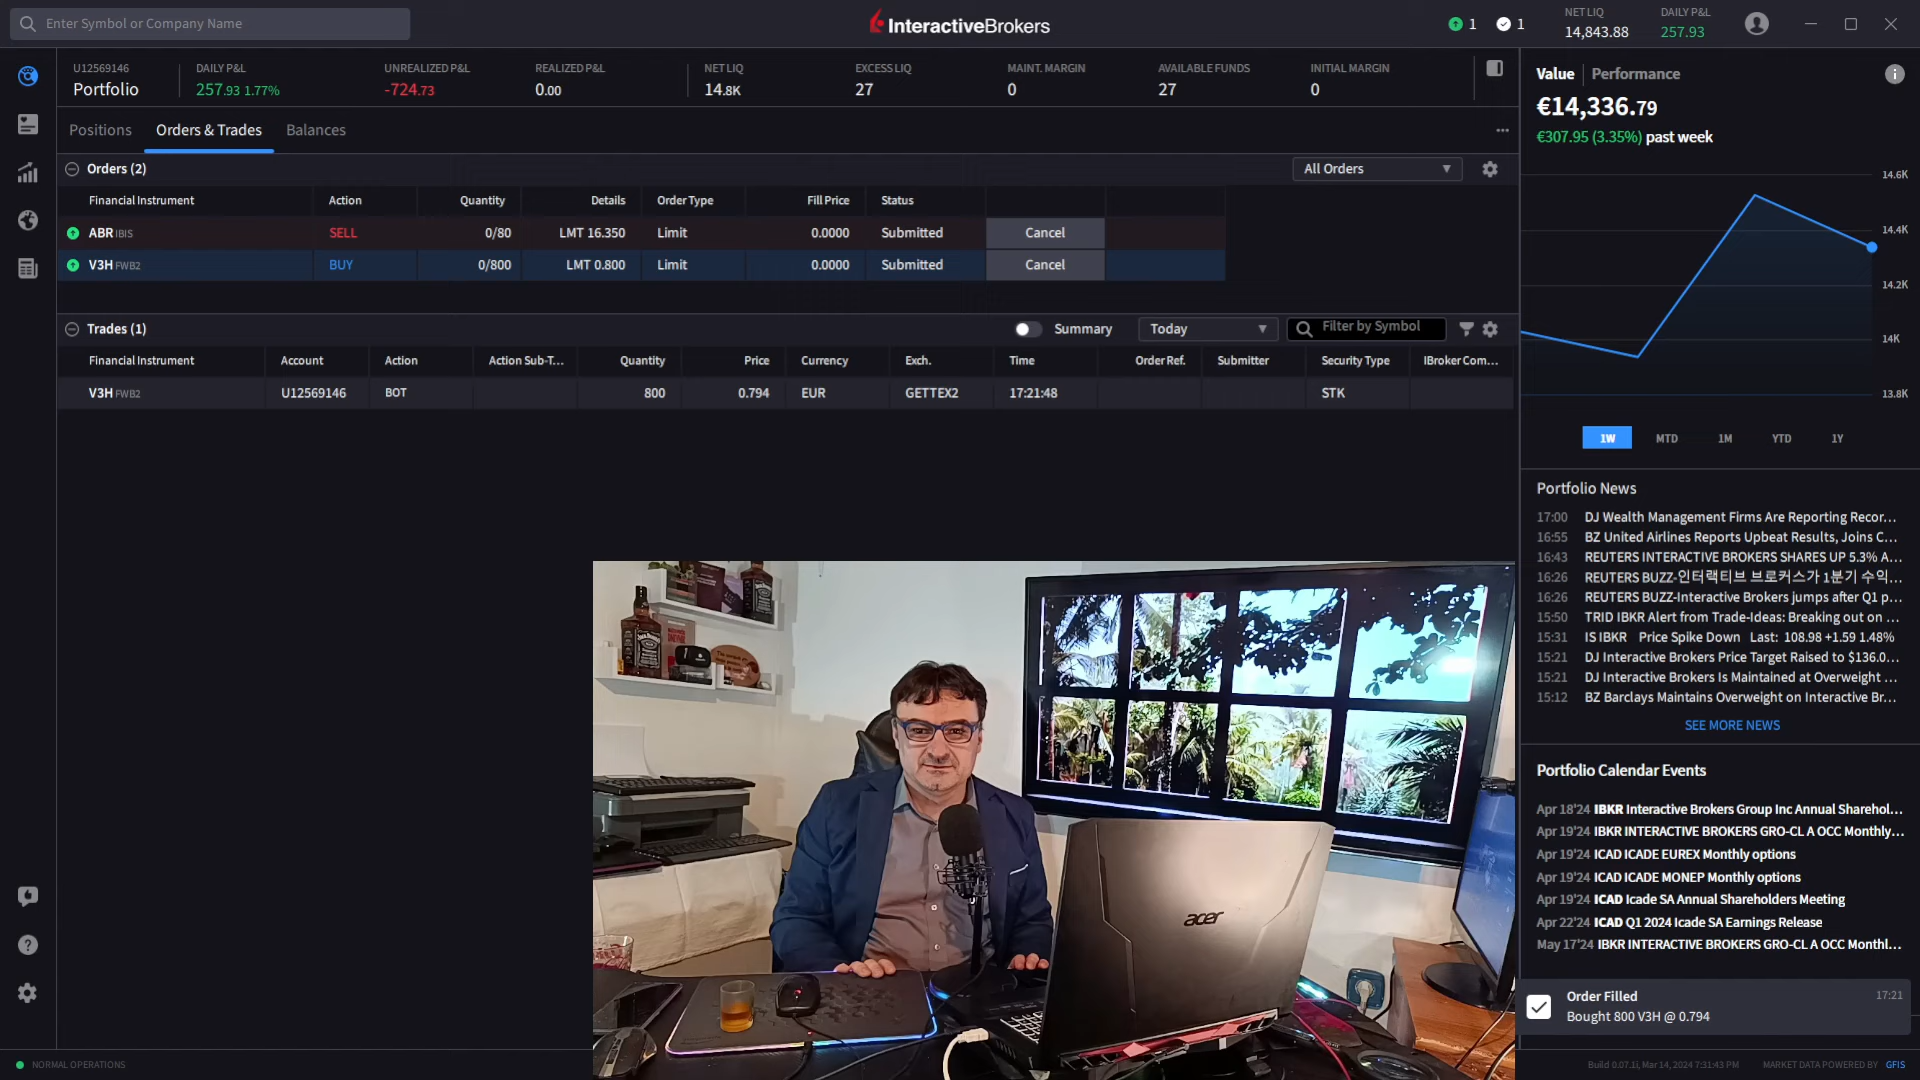 Enter Symbol or Company Name
InteractiveBrokers
1
1
NET LIQ
14,843.88
DAILY P&L
257.93
U12569146
Portfolio
DAILY P&L
257.93 1.77%
UNREALIZED P&L
-724.73
REALIZED P&L
0.00
NET LIQ
14.8K
EXCESS LIQ
27
MAINT. MARGIN
0
AVAILABLE FUNDS
27
INITIAL MARGIN
0
Positions
Orders & Trades
Balances
Orders (2)
All Orders
Financial Instrument Action Quantity Details Order Type Fill Price Status
ABR IBIS SELL 0/80 LMT 16.350 Limit 0.0000 Submitted Cancel
V3H FWB2 BUY 0/800 LMT 0.800 Limit 0.0000 Submitted Cancel
Trades (1)
Summary
Today
Filter by Symbol
Financial Instrument Account Action Action Sub-T... Quantity Price Currency Exch. Time Order Ref. Submitter Security Type IBroker Com...
V3H FWB2 U12569146 BOT 800 0.794 EUR GETTEX2 17:21:48 STK
Value Performance
€14,336.79
€307.95 (3.35%) past week
14.6K
14.4K
14.2K
14K
13.8K
1W MTD 1M YTD 1Y
Portfolio News
17:00 DJ Wealth Management Firms Are Reporting Recor...
16:55 BZ United Airlines Reports Upbeat Results, Joins C...
16:43 REUTERS INTERACTIVE BROKERS SHARES UP 5.3% A...
16:26 REUTERS BUZZ-인터랙티브 브로커스가 1분기 수익...
16:26 REUTERS BUZZ-Interactive Brokers jumps after Q1 p...
15:50 TRID IBKR Alert from Trade-Ideas: Breaking out on ...
15:31 IS IBKR Price Spike Down Last: 108.98 +1.59 1.48%
15:21 DJ Interactive Brokers Price Target Raised to $136.0...
15:21 DJ Interactive Brokers Is Maintained at Overweight ...
15:12 BZ Barclays Maintains Overweight on Interactive Br...
SEE MORE NEWS
Portfolio Calendar Events
Apr 18'24 IBKR Interactive Brokers Group Inc Annual Sharehol...
Apr 19'24 IBKR INTERACTIVE BROKERS GRO-CL A OCC Monthly...
Apr 19'24 ICAD ICADE EUREX Monthly options
Apr 19'24 ICAD ICADE MONEP Monthly options
Apr 19'24 ICAD Icade SA Annual Shareholders Meeting
Apr 22'24 ICAD Q1 2024 Icade SA Earnings Release
May 17'24 IBKR INTERACTIVE BROKERS GRO-CL A OCC Monthl...
Order Filled
17:21
Bought 800 V3H @ 0.794
acer
NORMAL OPERATIONS
Build 0.07.1i, Mar 14, 2024 7:31:43 PM
MARKET DATA POWERED BY GFIS